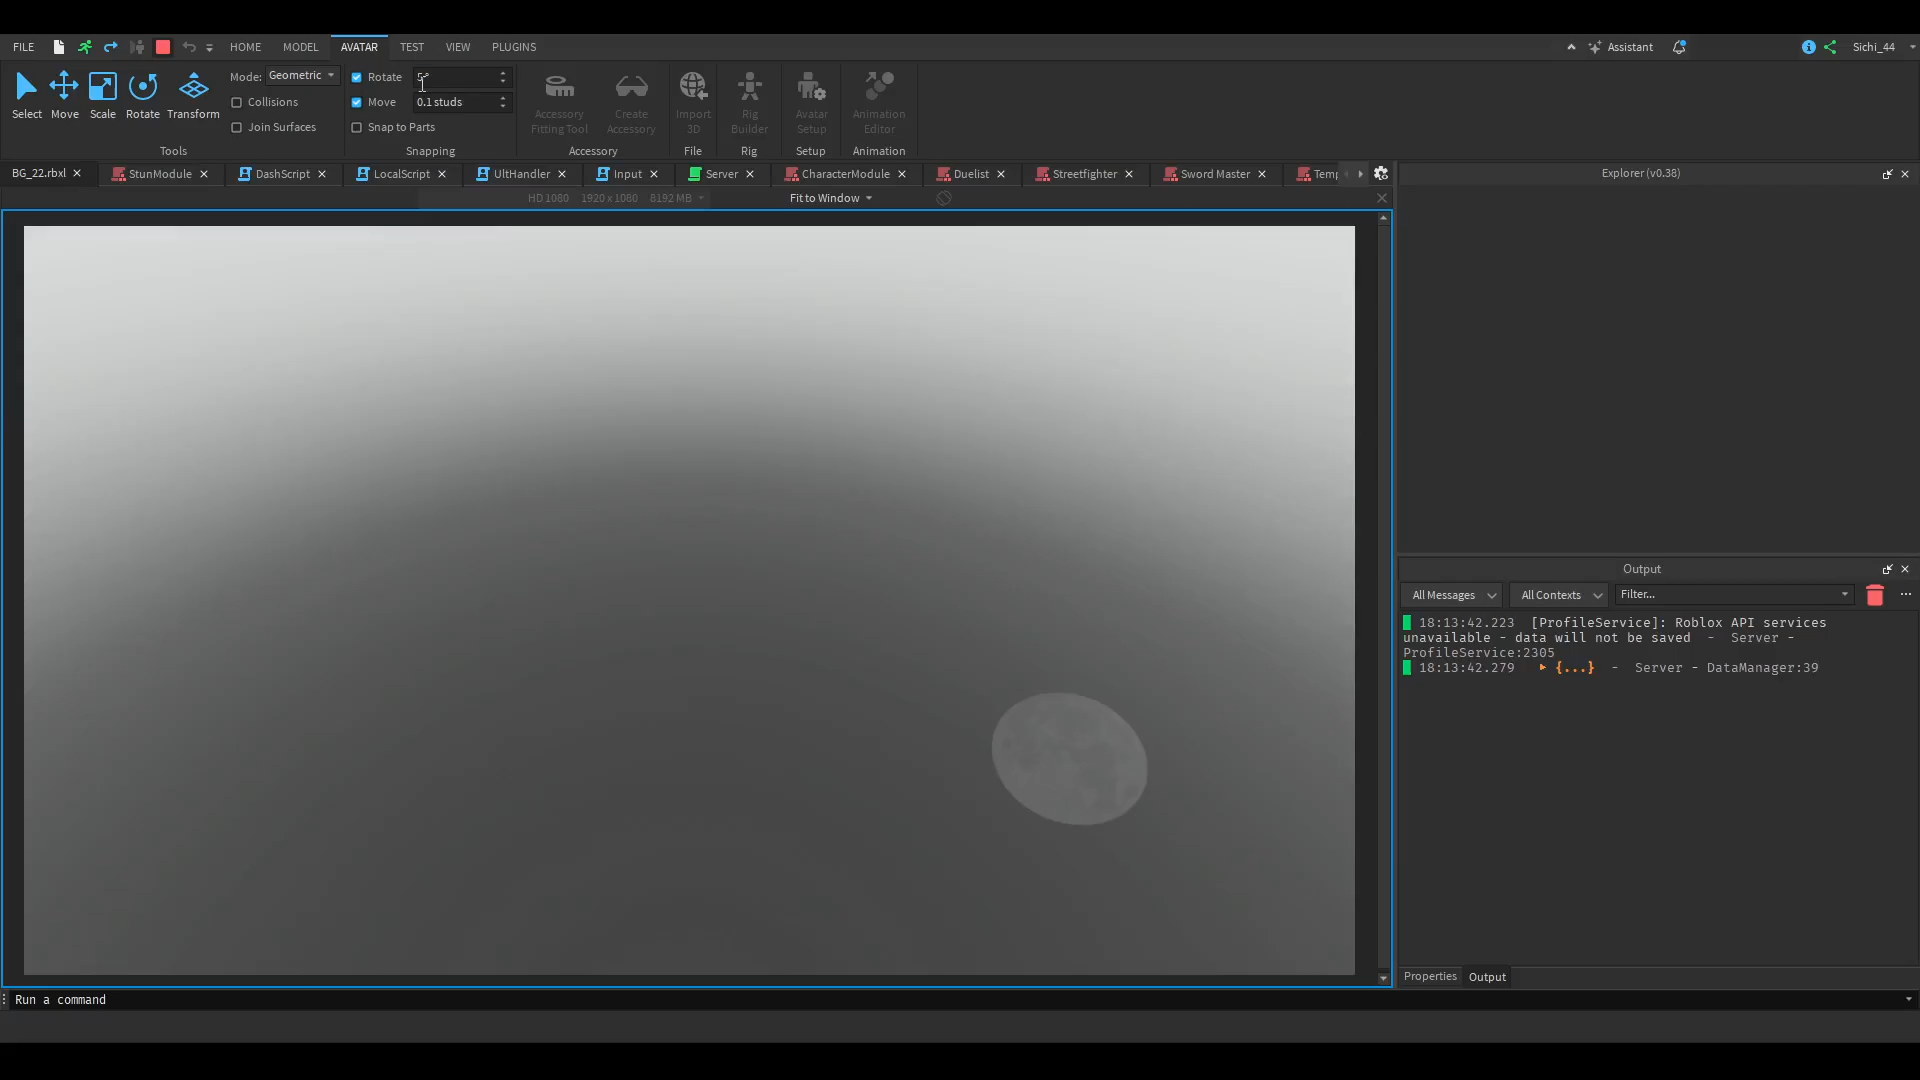 FILE HOME MODEL AVATAR TEST VIEW PLUGINS Assistant Sichi_44
Mode: Geometric Rotate
Collisions Move 0.1 studs
Join Surfaces Snap to Parts
Select Move Scale Rotate Transform
Accessory Fitting Tool
Create Accessory
Import 3D
Rig Builder
Avatar Setup
Animation Editor
Tools Snapping Accessory File Rig Setup Animation
BG_22.rbxl StunModule DashScript LocalScript UltHandler Input Server CharacterModule Duelist Streetfighter Sword Master Temp
Explorer (v0.38)
HD 1080 1920 x 1080 8192 MB Fit to Window
Output
All Messages All Contexts Filter...
18:13:42.223 [ProfileService]: Roblox API services
unavailable - data will not be saved - Server -
ProfileService:2305
18:13:42.279 {...} - Server - DataManager:39
Properties Output
Run a command